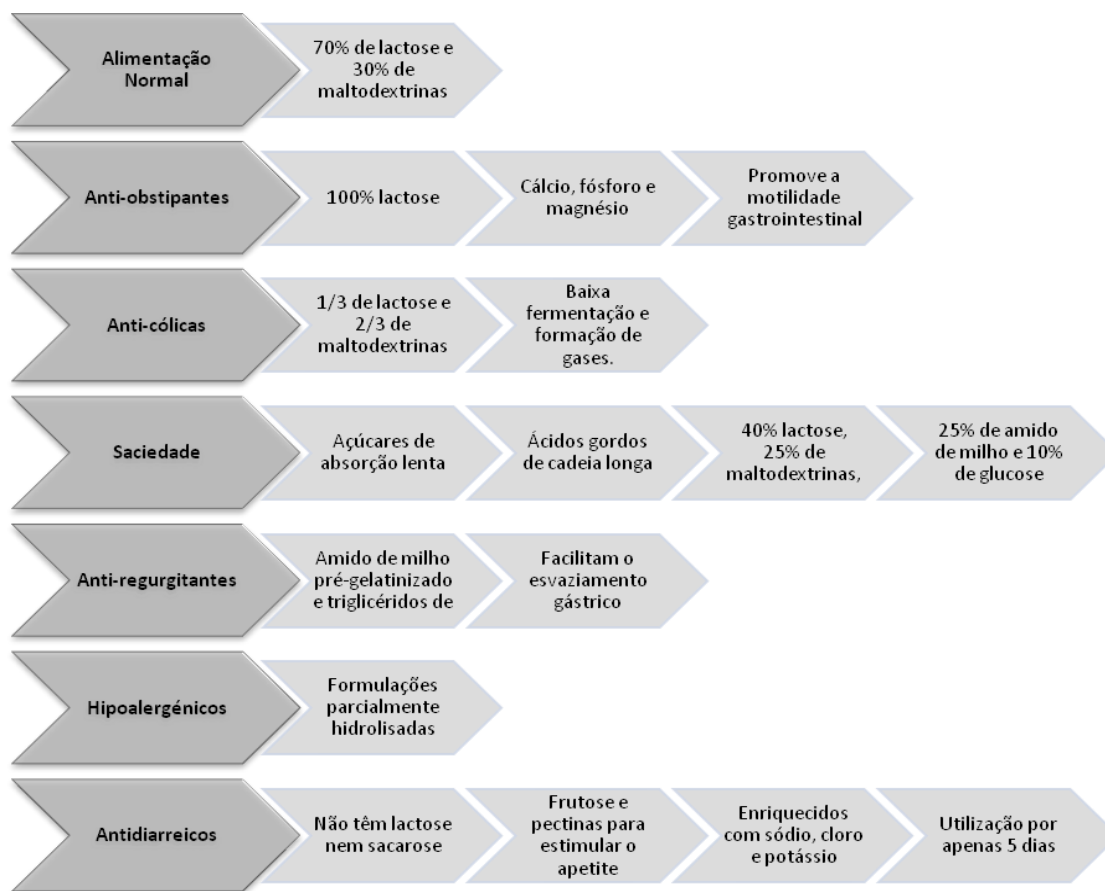 Alimentação
Normal
70% de lactose e
30% de
maltodextrinas
Anti-obstipantes
100% lactose
Cálcio, fósforo e
magnésio
Promove a
motilidade
gastrointestinal
Anti-cólicas
1/3 de lactose e
2/3 de
maltodextrinas
Baixa
fermentação e
formação de
gases.
Saciedade
Açúcares de
absorção lenta
Ácidos gordos
de cadeia longa
40% lactose,
25% de
maltodextrinas,
25% de amido
de milho e 10%
de glucose
Anti-regurgitantes
Amido de milho
pré-gelatinizado
e triglicéridos de
Facilitam o
esvaziamento
gástrico
Hipoalergénicos
Formulações
parcialmente
hidrolisadas
Antidiarreicos
Não têm lactose
nem sacarose
Frutose e
pectinas para
estimular o
apetite
Enriquecidos
com sódio, cloro
e potássio
Utilização por
apenas 5 dias